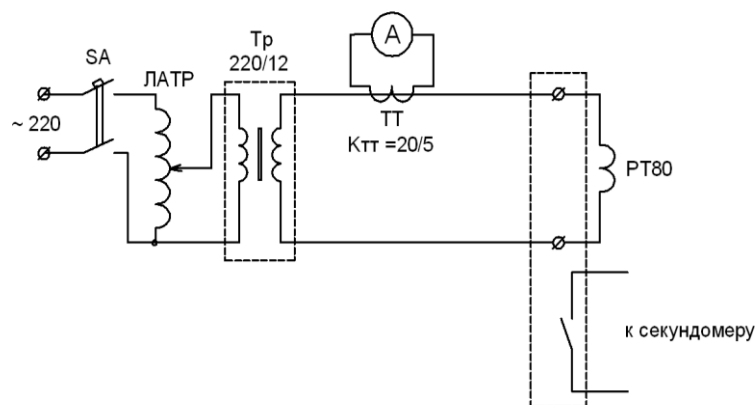 SA
ЛАТР
~ 220
Тр
220/12
А
ТТ
Ктт =20/5
РТ80
к секундомеру